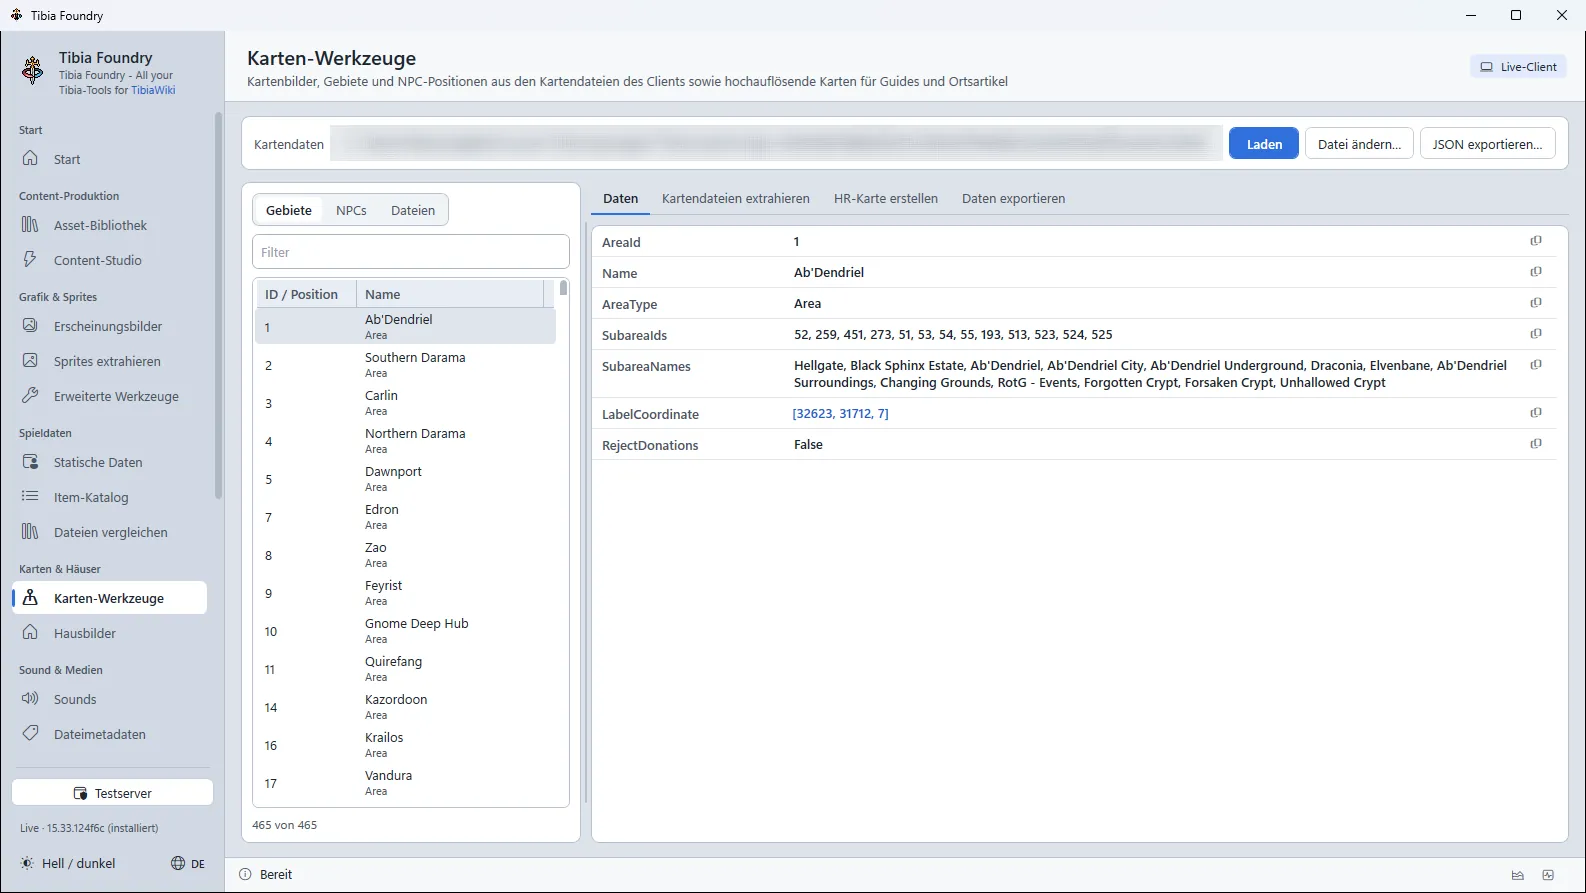 Tibia Foundry
Tibia Foundry
Tibia Foundry - All your
Tibia-Tools for TibiaWiki
Start
Start
Content-Produktion
Asset-Bibliothek
Content-Studio
Grafik & Sprites
Erscheinungsbilder
Sprites extrahieren
Erweiterte Werkzeuge
Spieldaten
Statische Daten
Item-Katalog
Dateien vergleichen
Karten & Häuser
Karten-Werkzeuge
Hausbilder
Sound & Medien
Sounds
Dateimetadaten
Testserver
Live · 15.33.124f6c (installiert)
Hell / dunkel
DE
Karten-Werkzeuge
Kartenbilder, Gebiete und NPC-Positionen aus den Kartendateien des Clients sowie hochauflösende Karten für Guides und Ortsartikel
Live-Client
Kartendaten
Laden
Datei ändern...
JSON exportieren...
Gebiete NPCs Dateien
Filter
ID / Position Name
1 Ab'Dendriel
Area
2 Southern Darama
Area
3 Carlin
Area
4 Northern Darama
Area
5 Dawnport
Area
7 Edron
Area
8 Zao
Area
9 Feyrist
Area
10 Gnome Deep Hub
Area
11 Quirefang
Area
14 Kazordoon
Area
16 Krailos
Area
17 Vandura
Area
465 von 465
Daten Kartendateien extrahieren HR-Karte erstellen Daten exportieren
AreaId 1
Name Ab'Dendriel
AreaType Area
SubareaIds 52, 259, 451, 273, 51, 53, 54, 55, 193, 513, 523, 524, 525
SubareaNames Hellgate, Black Sphinx Estate, Ab'Dendriel, Ab'Dendriel City, Ab'Dendriel Underground, Draconia, Elvenbane, Ab'Dendriel
Surroundings, Changing Grounds, RotG - Events, Forgotten Crypt, Forsaken Crypt, Unhallowed Crypt
LabelCoordinate [32623, 31712, 7]
RejectDonations False
Bereit